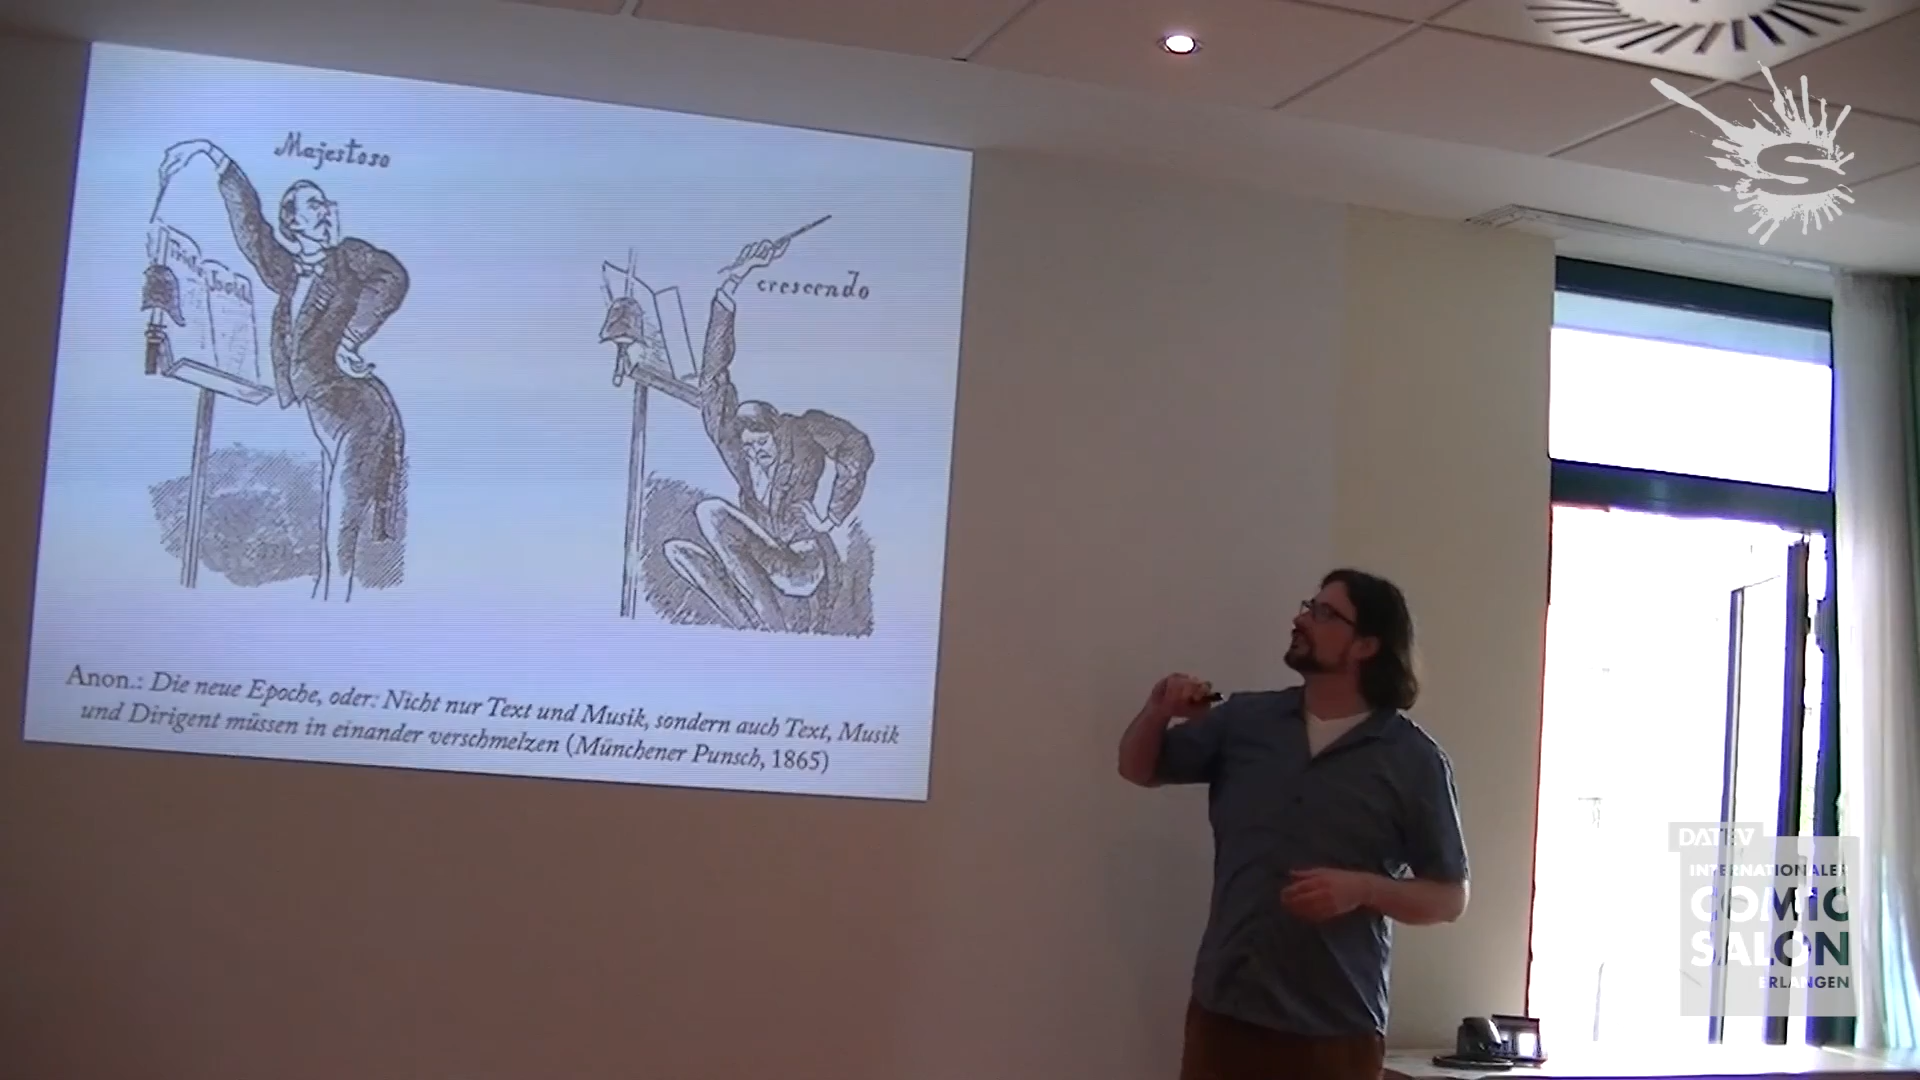 Majestoso
crescendo
Anon.: Die neue Epoche, oder: Nicht nur Text und Musik, sondern auch Text, Musik
und Dirigent müssen in einander verschmelzen (Münchener Punsch, 1865)
S
DATEV
INTERNATIONALER
COMIC
SALON
ERLANGEN